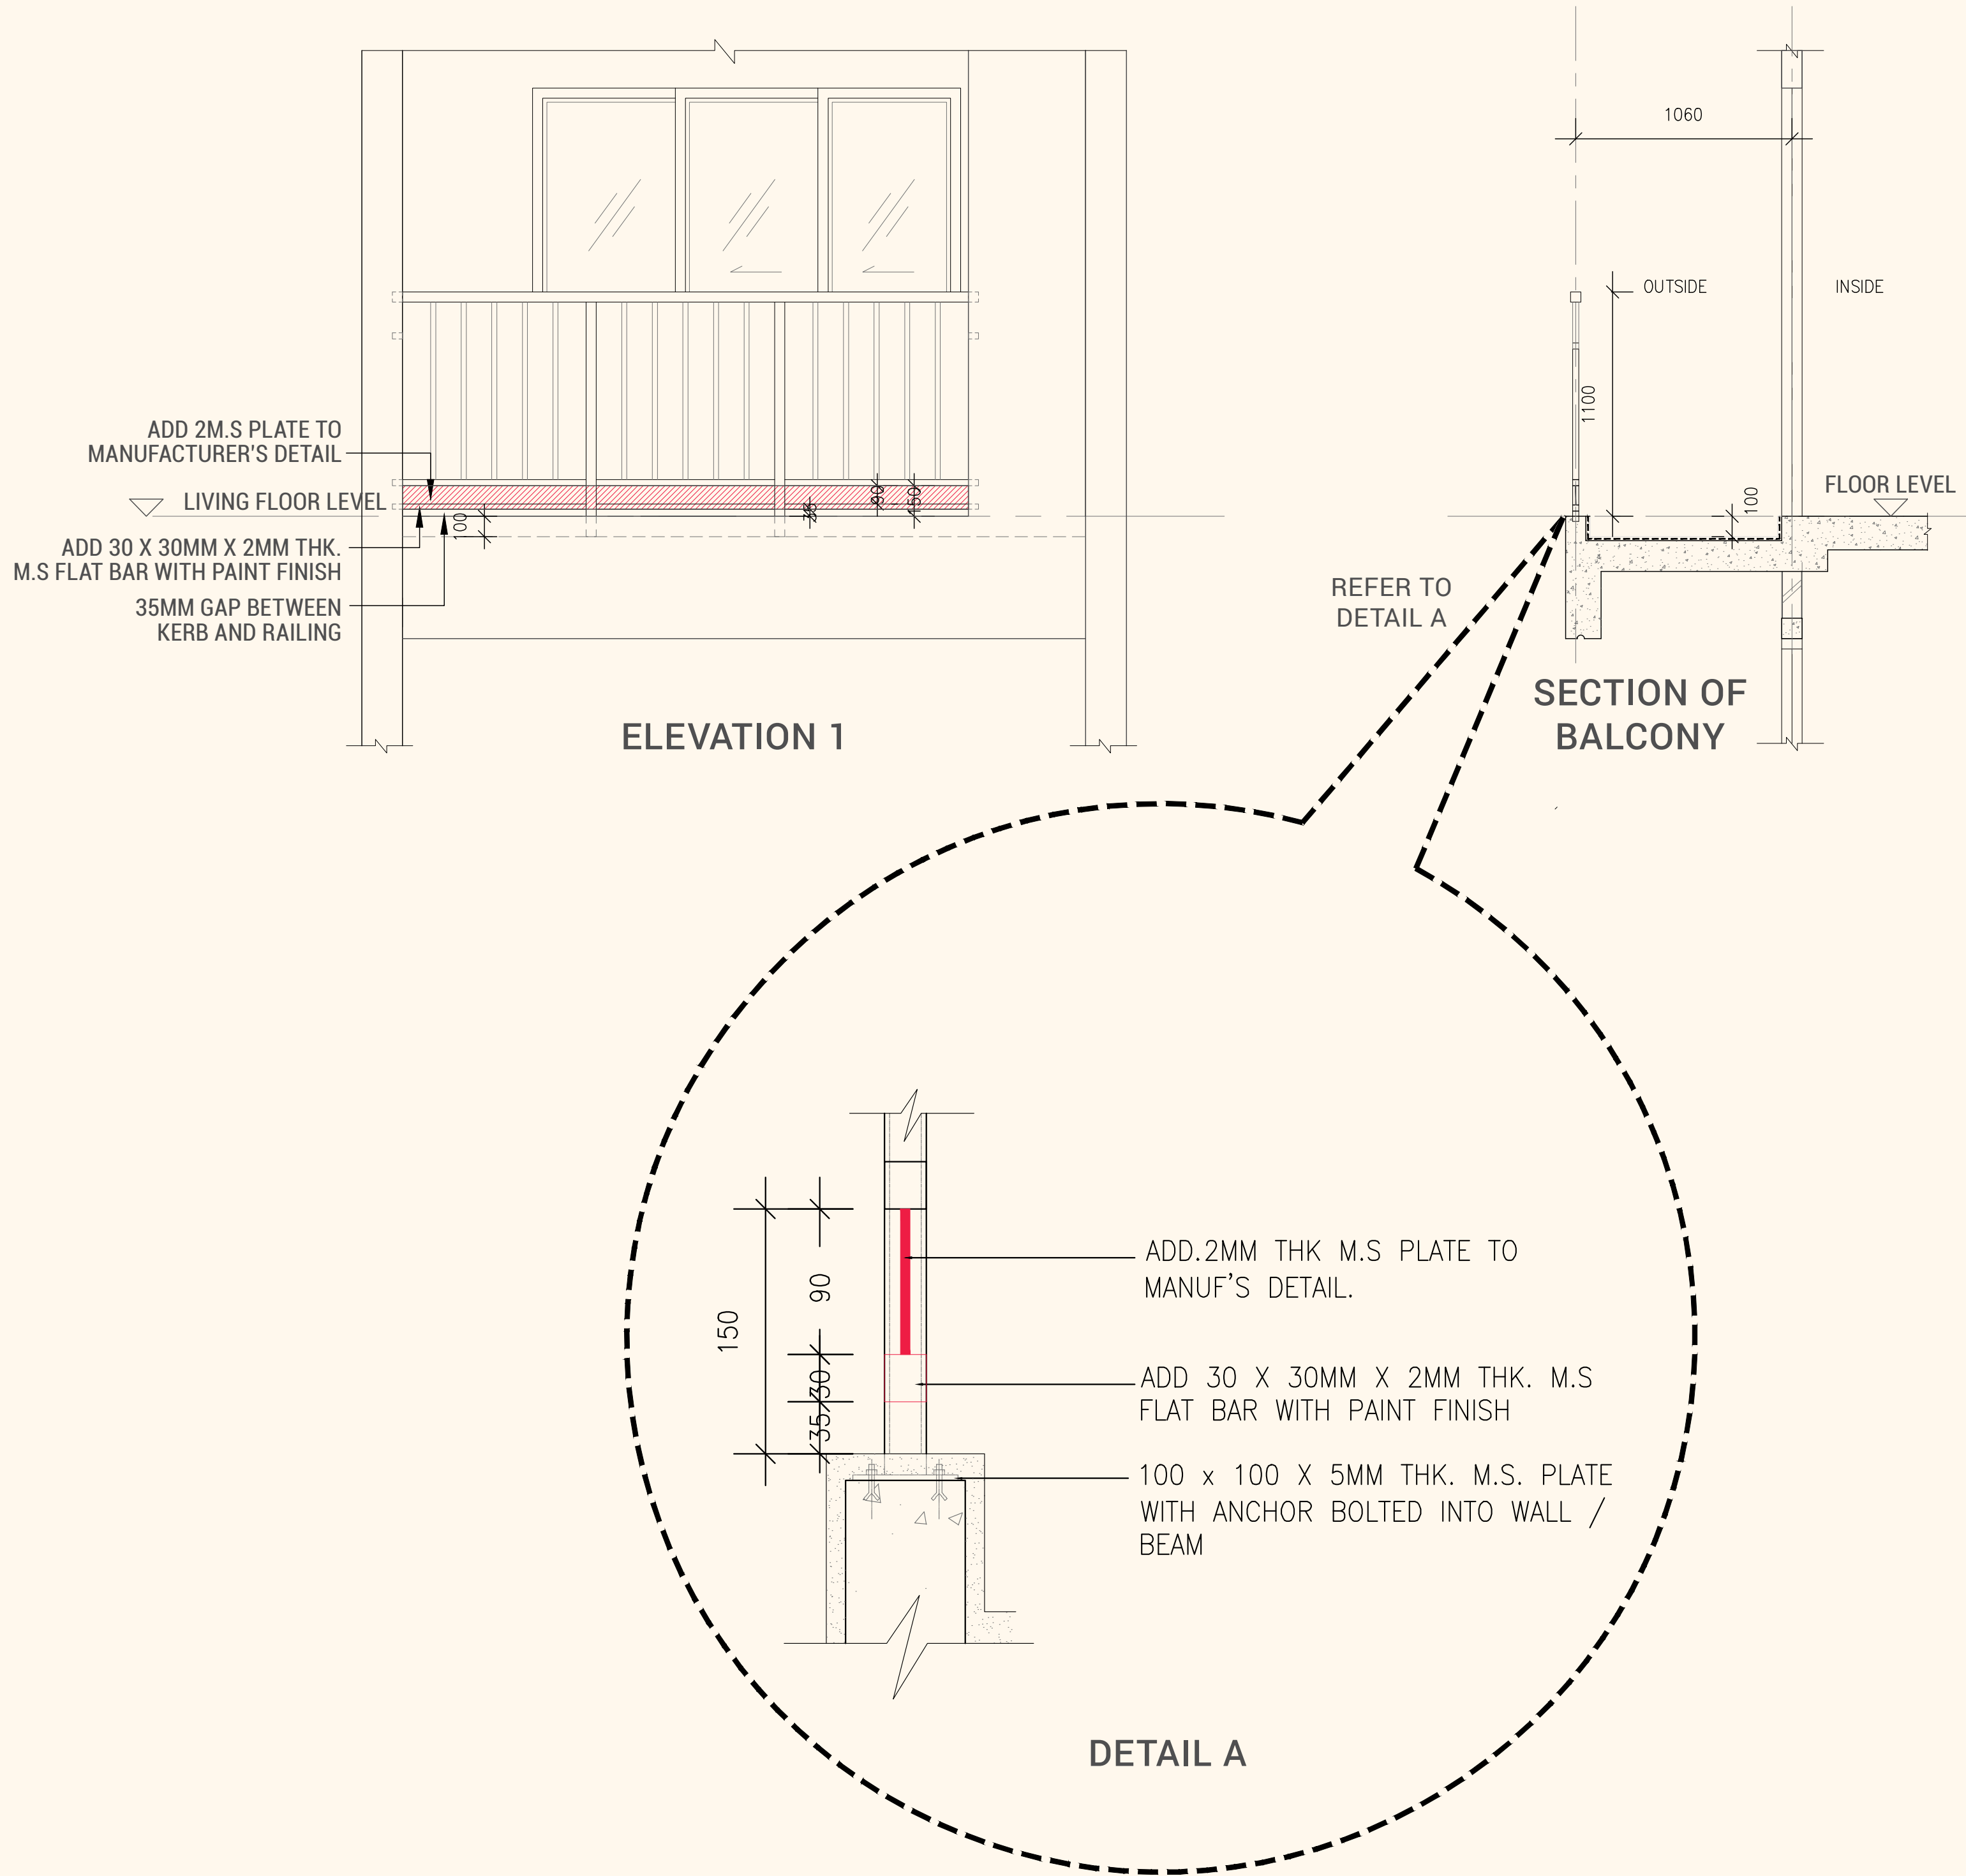 1060
OUTSIDE
INSIDE
1100
ADD 2M.S PLATE TO
MANUFACTURER'S DETAIL
LIVING FLOOR LEVEL
90
150
35
100
FLOOR LEVEL
100
ADD 30 X 30MM X 2MM THK.
M.S FLAT BAR WITH PAINT FINISH
35MM GAP BETWEEN
KERB AND RAILING
REFER TO
DETAIL A
ELEVATION 1
SECTION OF
BALCONY
150
90
30
35
ADD.2MM THK M.S PLATE TO
MANUF'S DETAIL.
ADD 30 X 30MM X 2MM THK. M.S
FLAT BAR WITH PAINT FINISH
100 x 100 X 5MM THK. M.S. PLATE
WITH ANCHOR BOLTED INTO WALL /
BEAM
DETAIL A